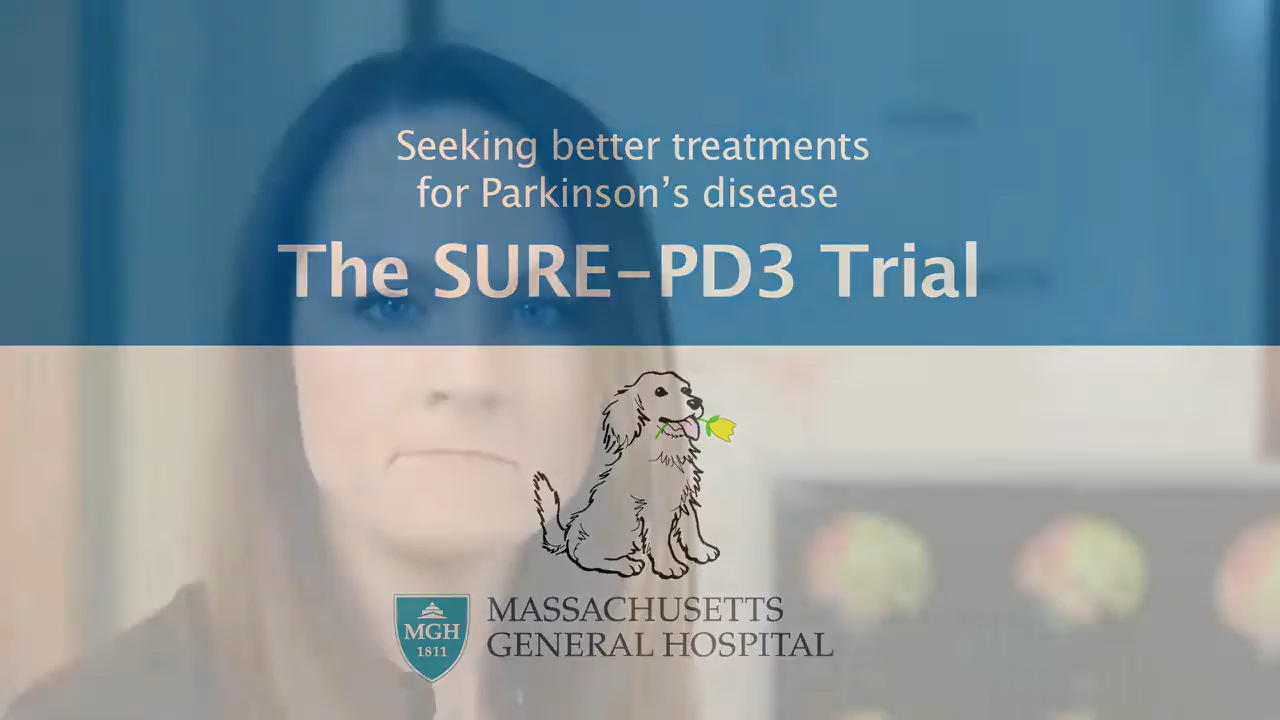 Seeking better treatments
for Parkinson’s disease
The SURE–PD3 Trial
MGH
1811
MASSACHUSETTS
GENERAL HOSPITAL